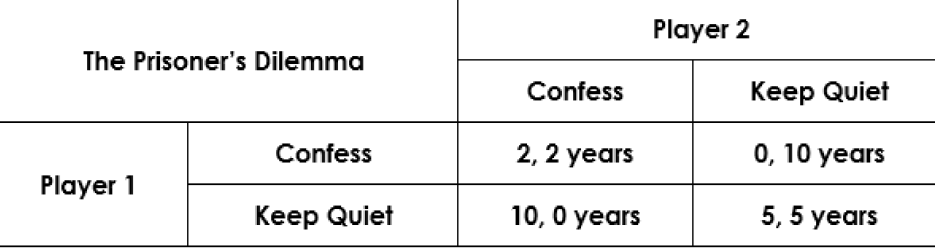 The Prisoner's Dilemma
Player 2
Confess
Keep Quiet
Player 1
Confess
2, 2 years
0, 10 years
Keep Quiet
10, 0 years
5, 5 years